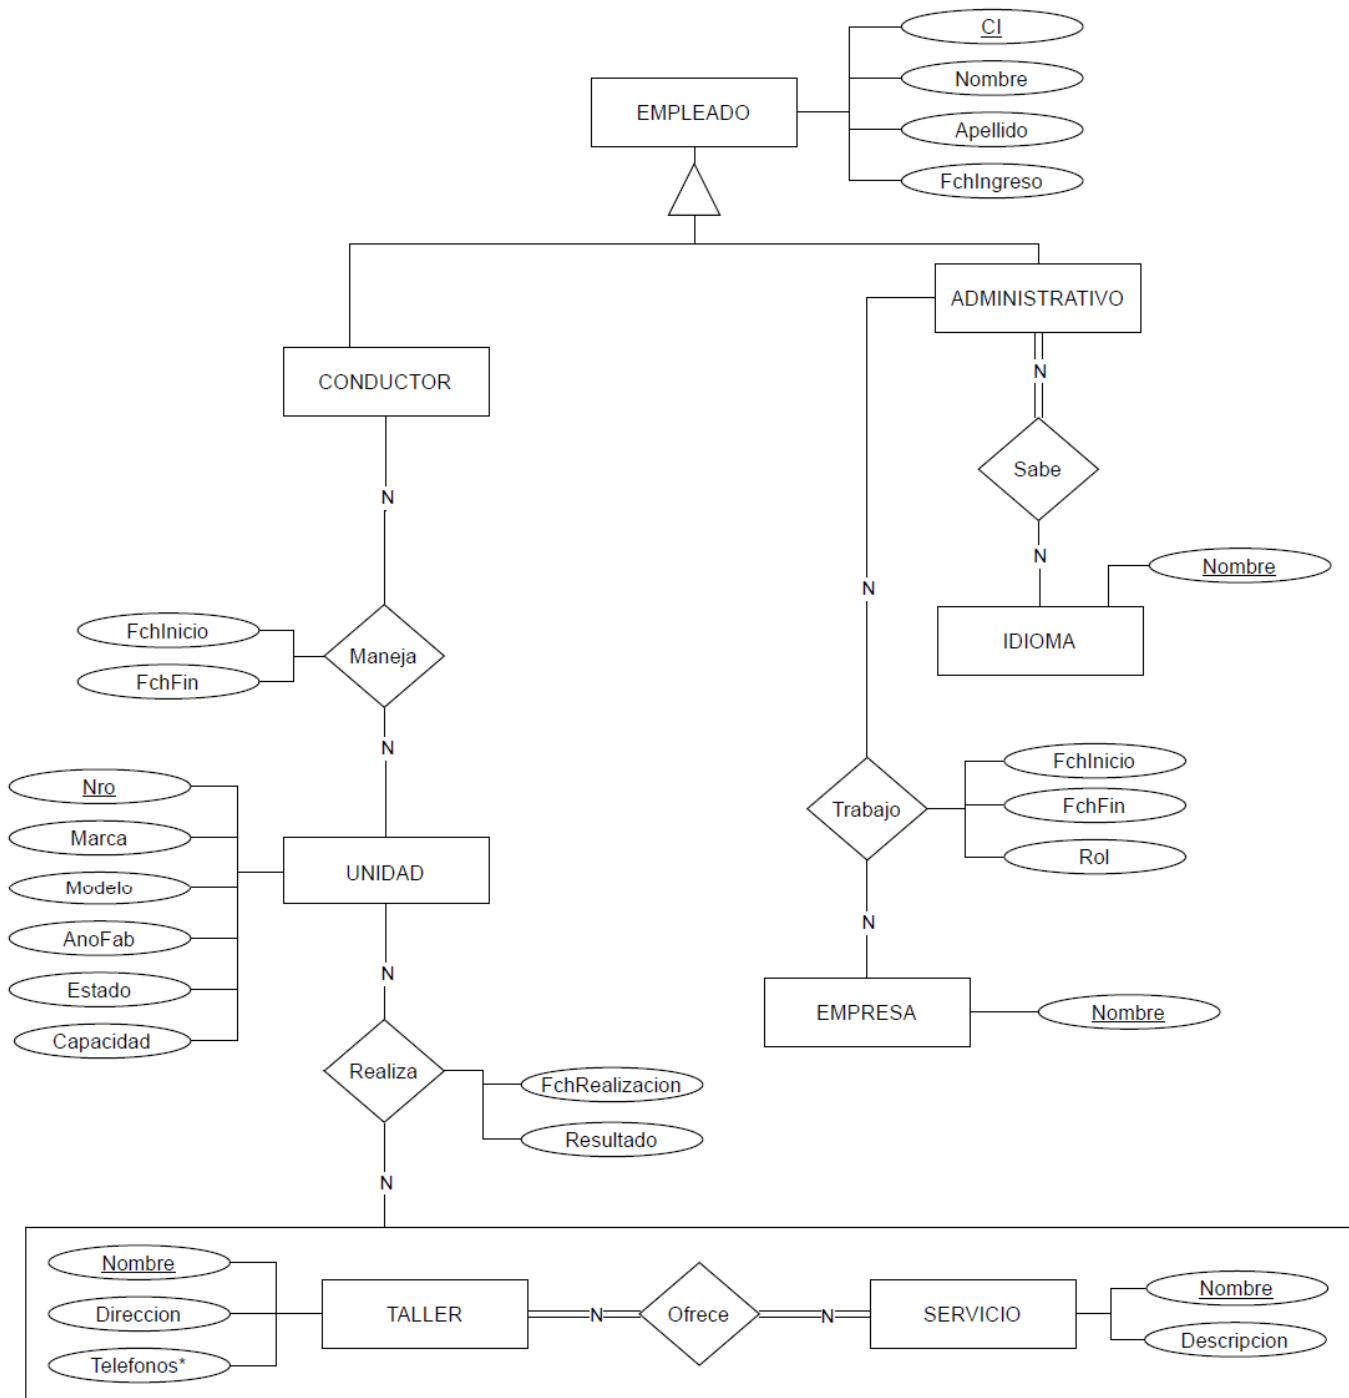 CI
Nombre
EMPLEADO
Apellido
FchIngreso
ADMINISTRATIVO
CONDUCTOR
N
Sabe
N
N
Nombre
N
IDIOMA
FchInicio
Maneja
FchFin
N
Nro
FchInicio
Trabajo
FchFin
Rol
Marca
UNIDAD
Modelo
AnoFab
Estado
Capacidad
N
N
EMPRESA
Nombre
Realiza
FchRealizacion
Resultado
N
Nombre
Direccion
Telefonos*
TALLER
N
Ofrece
N
SERVICIO
Nombre
Descripcion